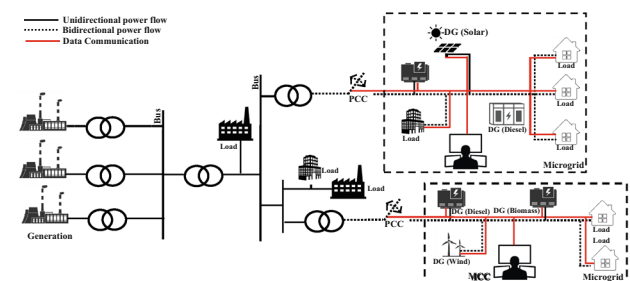 Unidirectional power flow
Bidirectional power flow
Data Communication
DG (Solar)
Bus
Bus
PCC
Load
Load
Load
Load
DG (Diesel)
Load
Microgrid
Load
Load
Load
Generation
PCC
DG (Diesel)
DG (Biomass)
Load
Load
DG (Wind)
MCC
Microgrid